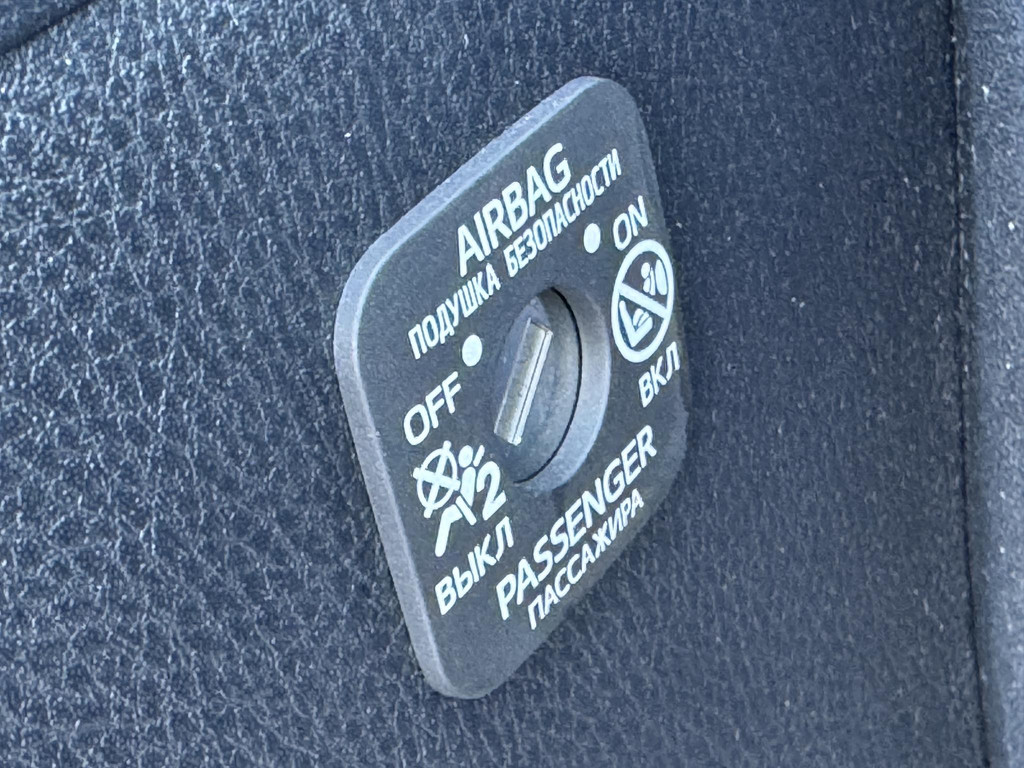 AIRBAG
ПОДУШКА БЕЗОПАСНОСТИ
OFF
ON
2
ВЫКЛ
ВКЛ
PASSENGER
ПАССАЖИРА